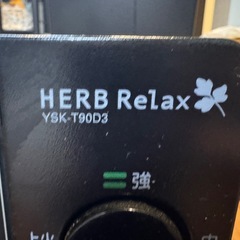 HERB Relax
YSK-T90D3
強